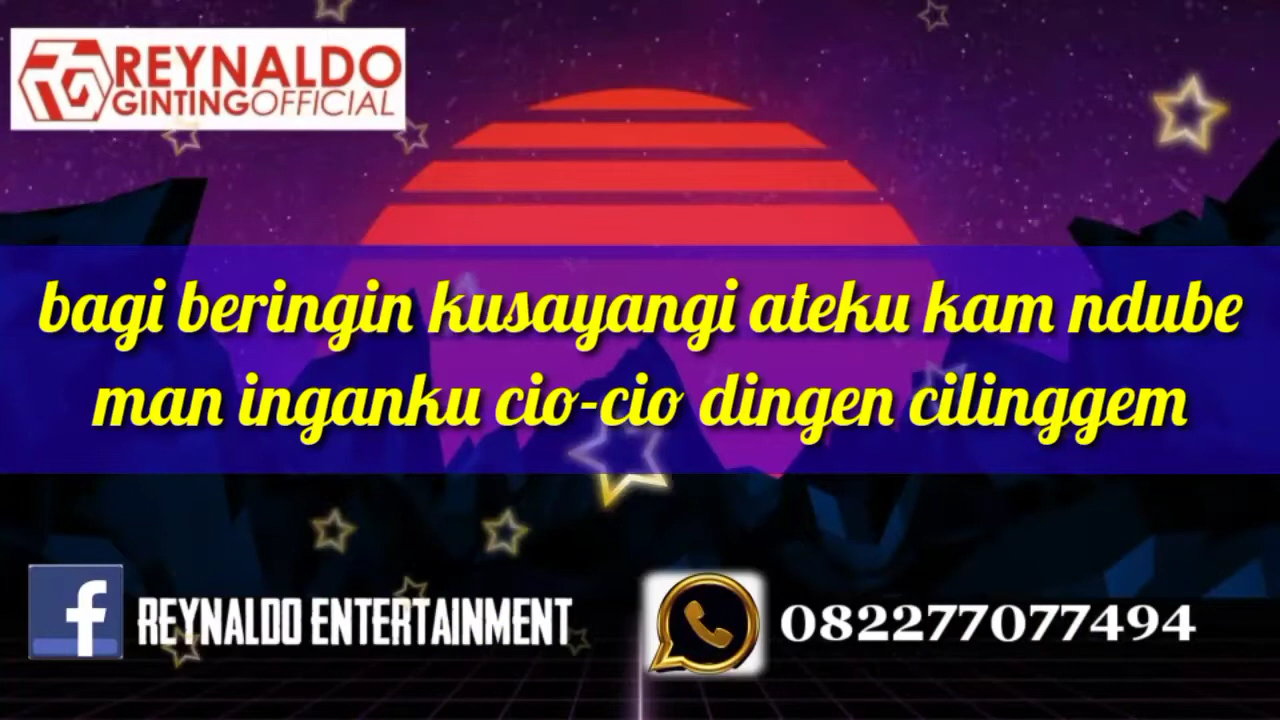 REYNALDO
GINTINGOFFICIAL
bagi beringin kusayangi ateku kam ndube
man inganku cio-cio dingen cilinggem
REYNALDO ENTERTAINMENT
082277077494